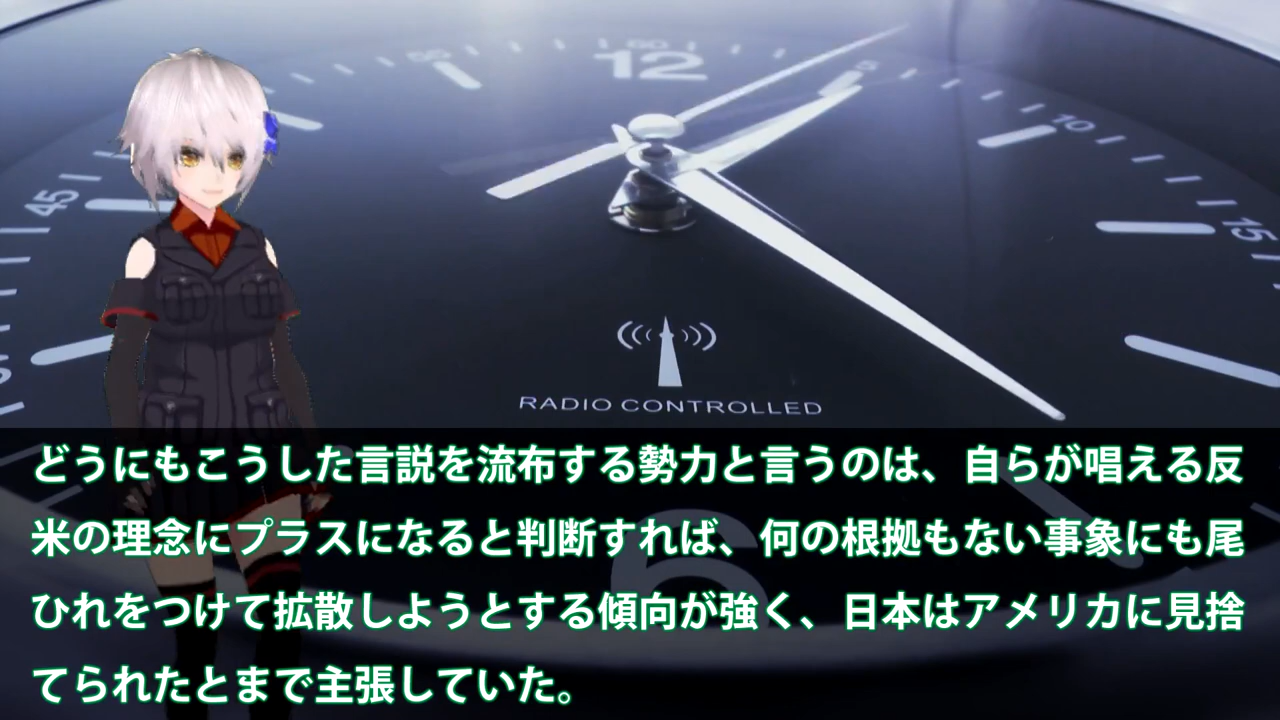 12
60
55
5
10
45
15
RADIO CONTROLLED
6
どうにもこうした言説を流布する勢力と言うのは、自らが唱える反
米の理念にプラスになると判断すれば、何の根拠もない事象にも尾
ひれをつけて拡散しようとする傾向が強く、日本はアメリカに見捨
てられたとまで主張していた。